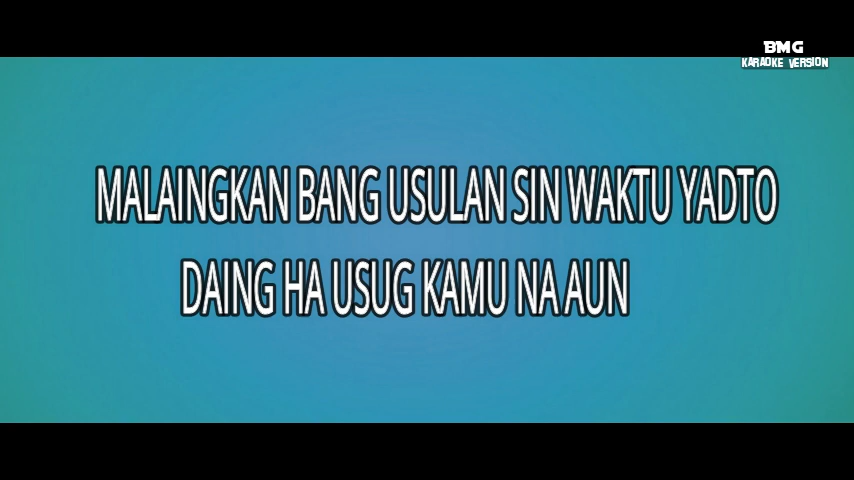 BMG
KARAOKE VERSION
MALAINGKAN BANG USULAN SIN WAKTU YADTO
DAING HA USUG KAMU NA AUN